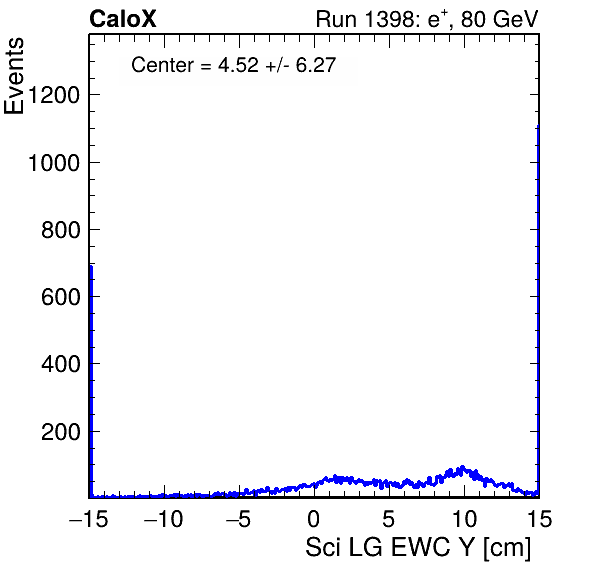 CaloX Run 1398: e⁺, 80 GeV
Center = 4.52 +/- 6.27
Events
1200
1000
800
600
400
200
−15 −10 −5 0 5 10 15
Sci LG EWC Y [cm]